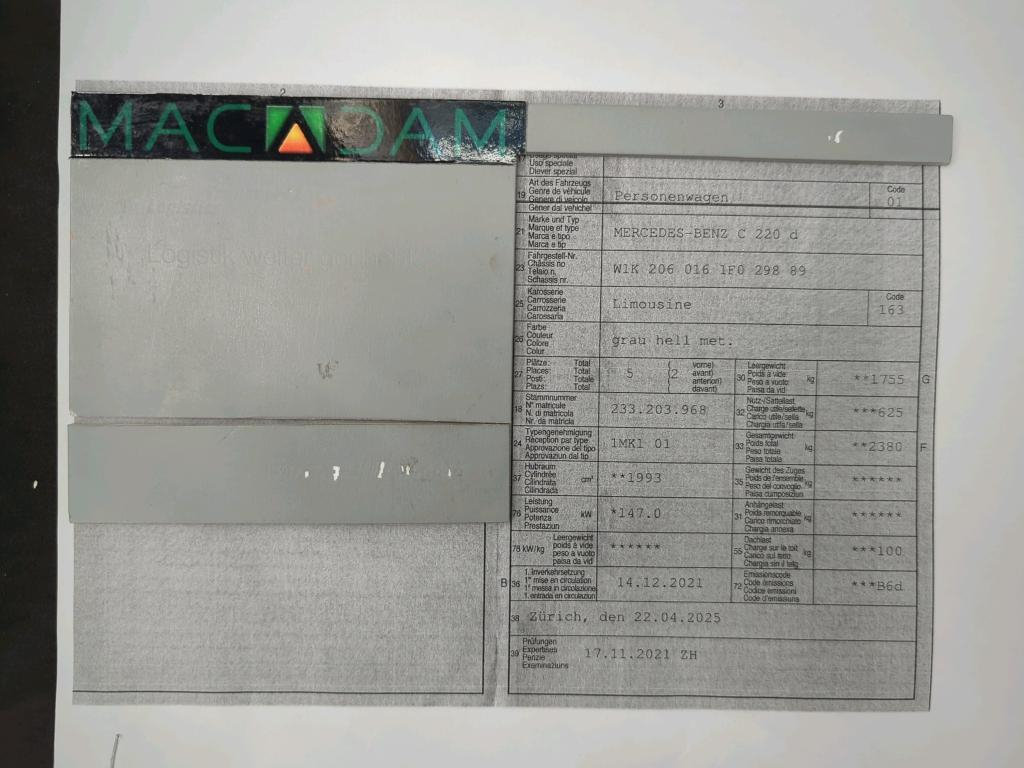 2
3
MACADAM
Logistik
Uso speciale
Diever spezial
19 Art des Fahrzeugs
Genre de véhicule
Genere di veicolo
Gener dal vehichel
Personenwagen
Code
01
21 Marke und Typ
Marque et type
Marca e tipo
Marca e tip
MERCEDES-BENZ C 220 d
23 Fahrgestell-Nr.
Châssis no
Telaio n.
Schassis nr.
W1K 206 016 1F0 298 89
25 Karosserie
Carrosserie
Carrozzeria
Carossaria
Limousine
Code
163
26 Farbe
Couleur
Colore
Colur
grau hell met.
27 Plätze: Total
Places: Total
Posti: Totale
Plazs: Total
5 (2 vorne)
avant)
anteriori)
davant)
30 Leergewicht
Poids à vide
Peso a vuoto
Paisa da vid
kg
**1755
G
18 Stammnummer
N° matricule
N. di matricola
Nr. da matricla
233.203.968
32 Nutz-/Sattellast
Charge utile/sellette
Carico utile/sella
Chargia utila/sella
kg
***625
24 Typengenehmigung
Réception par type
Approvazione del tipo
Approvaziun dal tip
1MK1 01
33 Gesamtgewicht
Poids total
Peso totale
Paisa totala
kg
**2380
F
37 Hubraum
Cylindrée
Cilindrata
Cilindrada
cm³
**1993
35 Gewicht des Zuges
Poids de l'ensemble
Peso del convoglio
Paisa cumposiziun
kg
******
76 Leistung
Puissance
Potenza
Prestaziun
kW
*147.0
31 Anhängelast
Poids remorquable
Carico rimorchiato
Chargia annexa
kg
******
78 kW/kg
Leergewicht
poids à vide
peso a vuoto
paisa da vid
******
55 Dachlast
Charge sur le toit
Carico sul tetto
Chargia sin il tetg
kg
***100
B 36 1. Inverkehrsetzung
1re mise en circulation
1a messa in circolazione
1. entrada en circulaziun
14.12.2021
72 Emissionscode
Code émissions
Codice emissioni
Code d'emissiuns
***B6d
38 Zürich, den 22.04.2025
39 Prüfungen
Expertises
Perizie
Examinaziuns
17.11.2021 ZH